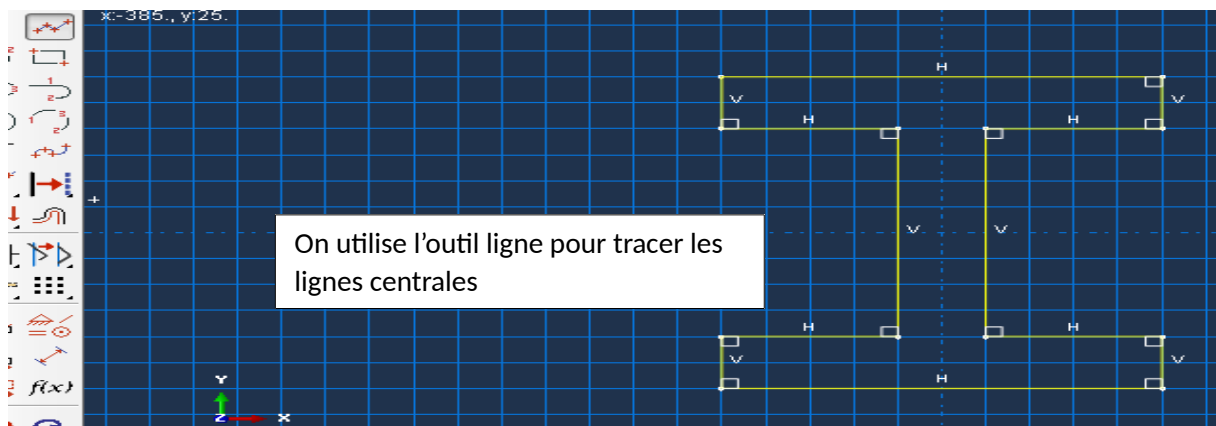 x:-385., y:25.
H
V
V
H
H
On utilise l’outil ligne pour tracer les
lignes centrales
V
V
H
H
V
V
H
f(x)
Y
Z
X